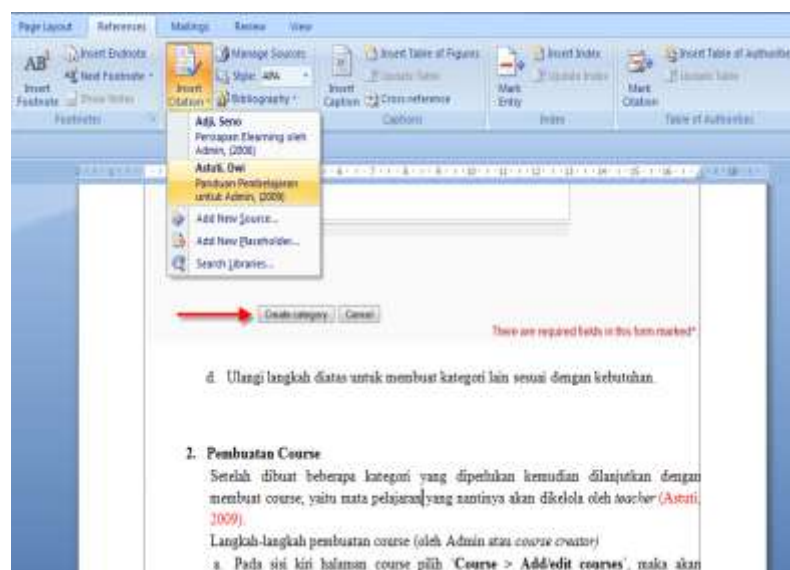 Page Layout References Mailings Review View
AB¹ Insert Endnote
Next Footnote
Insert Footnote Show Notes
Footnotes
Insert Citation
Manage Sources
Style: APA
Bibliography
Insert Caption
Insert Table of Figures
Update Table
Cross-reference
Captions
Mark Entry
Insert Index
Update Index
Index
Mark Citation
Insert Table of Authorities
Update Table
Table of Authorities
Adji, Seno
Persiapan Elearning oleh
Admin, (2008)
Astuti, Dwi
Panduan Pembelajaran
untuk Admin, (2009)
Add New Source...
Add New Placeholder...
Search Libraries...
Create category Cancel
There are required fields in this form marked*
d. Ulangi langkah diatas untuk membuat kategori lain sesuai dengan kebutuhan.
2. Pembuatan Course
Setelah dibuat beberapa kategori yang diperlukan kemudian dilanjutkan dengan
membuat course, yaitu mata pelajaran yang nantinya akan dikelola oleh teacher (Astuti,
2009).
Langkah-langkah pembuatan course (oleh Admin atau course creator)
a. Pada sisi kiri halaman course pilih 'Course > Add/edit courses', maka akan